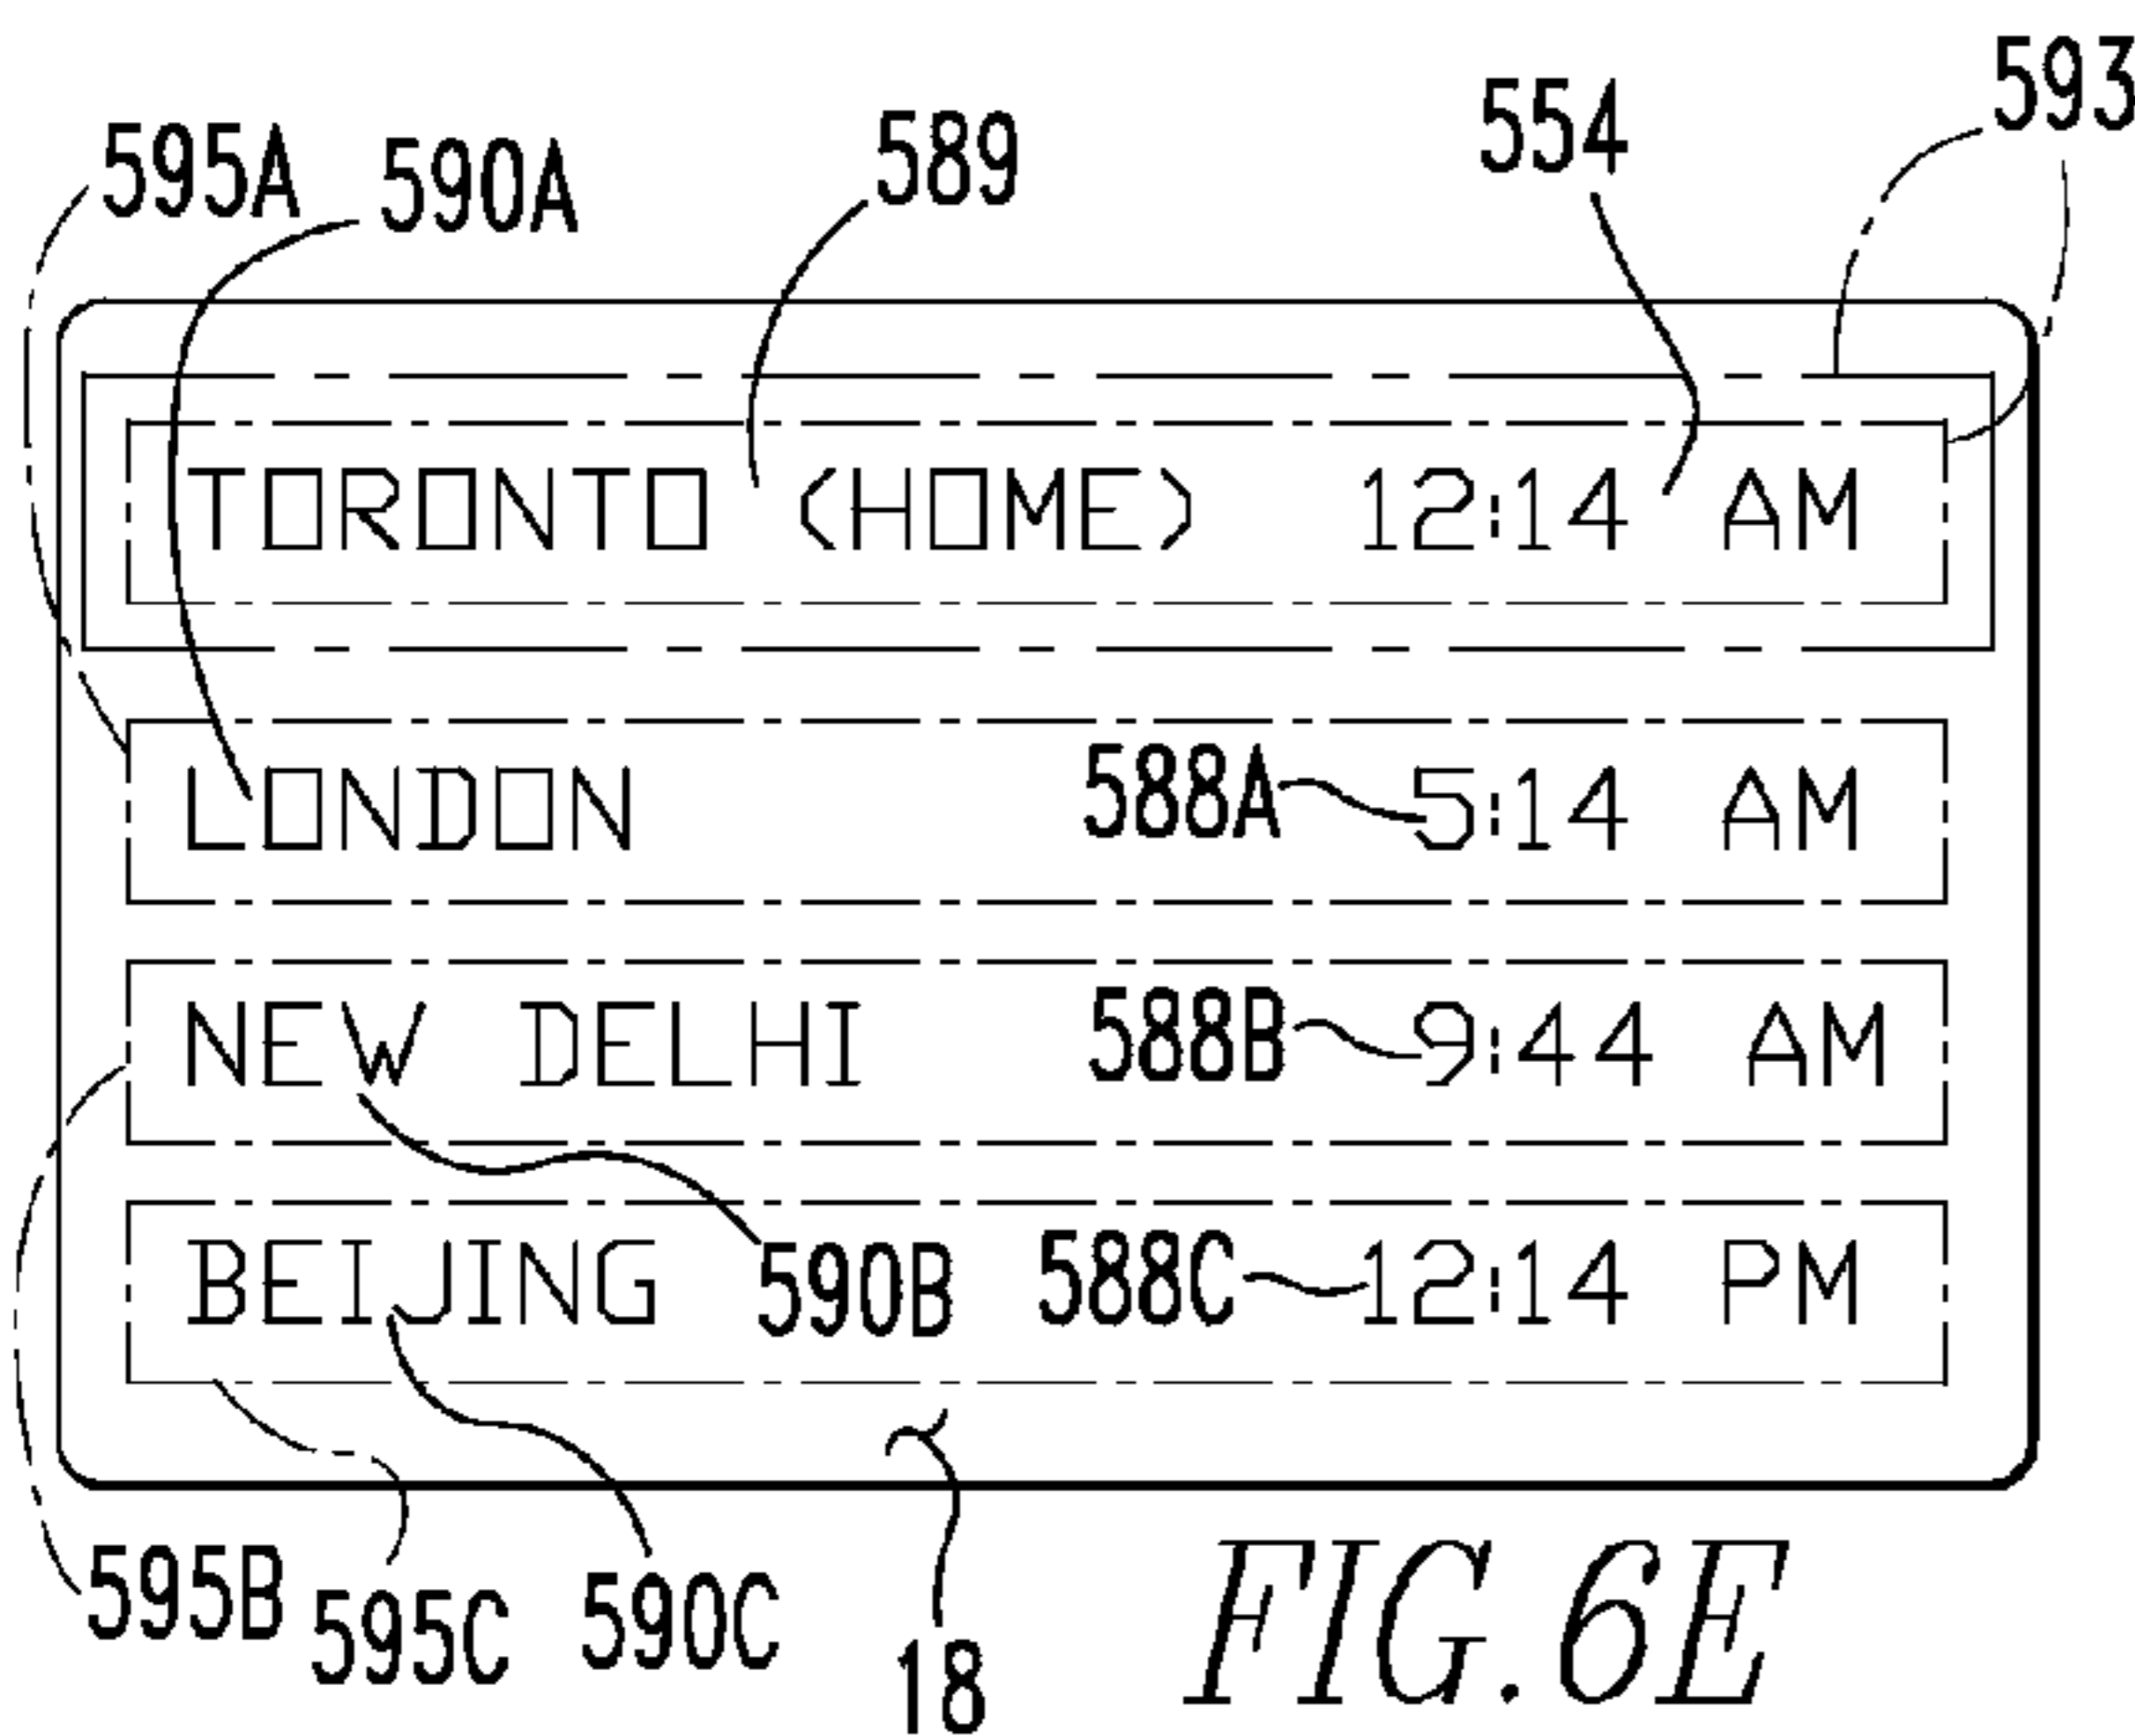 593
554
589
595A 590A
TORONTO (HOME) 12:14 AM
LONDON 588A 5:14 AM
NEW DELHI 588B 9:44 AM
BEIJING 590B 588C 12:14 PM
595B 595C 590C 18 FIG.6E